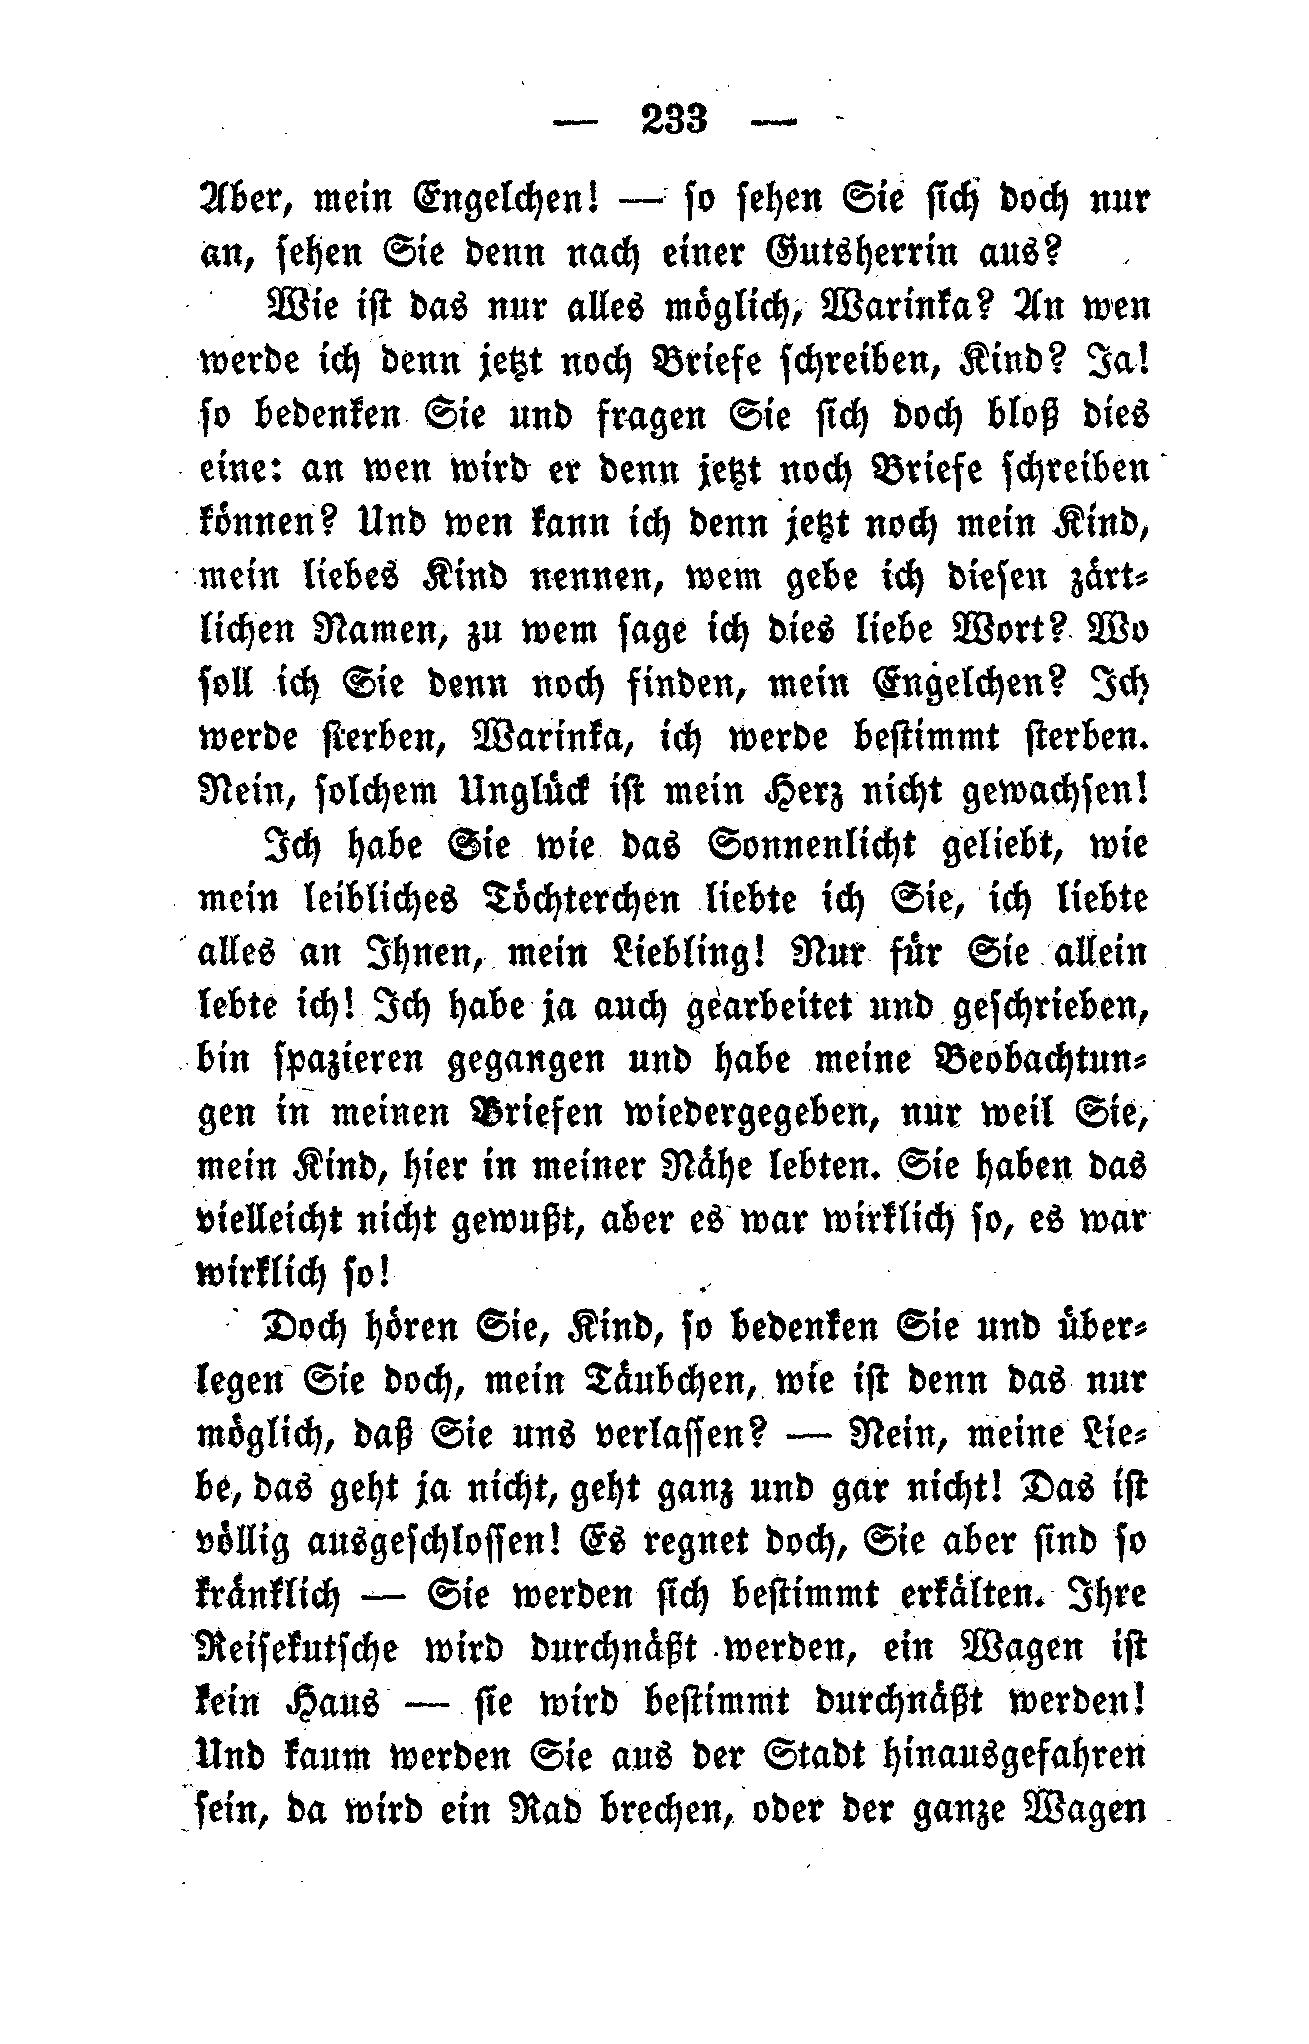 — 233 —
Aber, mein Engelchen! — so sehen Sie sich doch nur
an, sehen Sie denn nach einer Gutsherrin aus?
Wie ist das nur alles möglich, Warinka? An wen
werde ich denn jetzt noch Briefe schreiben, Kind? Ja!
so bedenken Sie und fragen Sie sich doch bloß dies
eine: an wen wird er denn jetzt noch Briefe schreiben
können? Und wen kann ich denn jetzt noch mein Kind,
mein liebes Kind nennen, wem gebe ich diesen zärt-
lichen Namen, zu wem sage ich dies liebe Wort? Wo
soll ich Sie denn noch finden, mein Engelchen? Ich
werde sterben, Warinka, ich werde bestimmt sterben.
Nein, solchem Unglück ist mein Herz nicht gewachsen!
Ich habe Sie wie das Sonnenlicht geliebt, wie
mein leibliches Töchterchen liebte ich Sie, ich liebte
alles an Ihnen, mein Liebling! Nur für Sie allein
lebte ich! Ich habe ja auch gearbeitet und geschrieben,
bin spazieren gegangen und habe meine Beobachtun-
gen in meinen Briefen wiedergegeben, nur weil Sie,
mein Kind, hier in meiner Nähe lebten. Sie haben das
vielleicht nicht gewußt, aber es war wirklich so, es war
wirklich so!
Doch hören Sie, Kind, so bedenken Sie und über-
legen Sie doch, mein Täubchen, wie ist denn das nur
möglich, daß Sie uns verlassen? — Nein, meine Lie-
be, das geht ja nicht, geht ganz und gar nicht! Das ist
völlig ausgeschlossen! Es regnet doch, Sie aber sind so
kränklich — Sie werden sich bestimmt erkälten. Ihre
Reisekutsche wird durchnäßt werden, ein Wagen ist
kein Haus — sie wird bestimmt durchnäßt werden!
Und kaum werden Sie aus der Stadt hinausgefahren
sein, da wird ein Rad brechen, oder der ganze Wagen